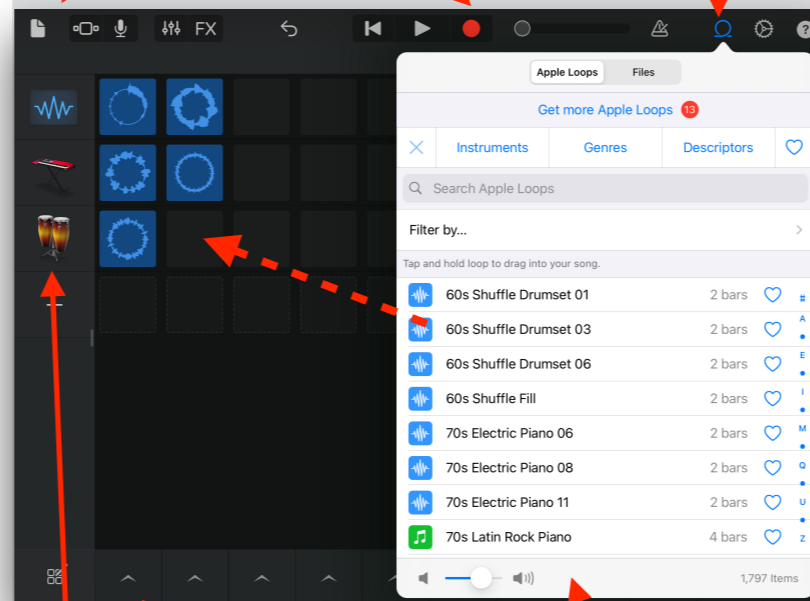 FX
?
Apple Loops Files
Get more Apple Loops 13
Instruments Genres Descriptors
Search Apple Loops
Filter by...
Tap and hold loop to drag into your song.
60s Shuffle Drumset 01 2 bars
#
A
60s Shuffle Drumset 03 2 bars
E
60s Shuffle Drumset 06 2 bars
I
60s Shuffle Fill 2 bars
M
70s Electric Piano 06 2 bars
Q
70s Electric Piano 08 2 bars
U
70s Electric Piano 11 2 bars
Z
70s Latin Rock Piano 4 bars
1,797 Items